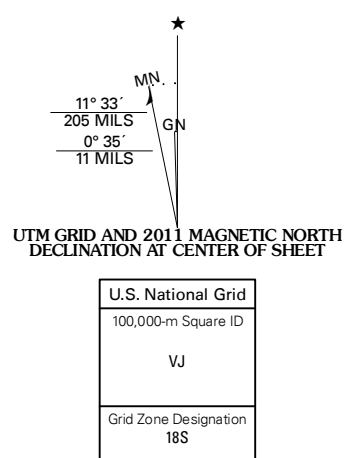 ★
MN
GN
11° 33´
205 MILS
0° 35´
11 MILS
UTM GRID AND 2011 MAGNETIC NORTH
DECLINATION AT CENTER OF SHEET
U.S. National Grid
100,000-m Square ID
VJ
Grid Zone Designation
18S